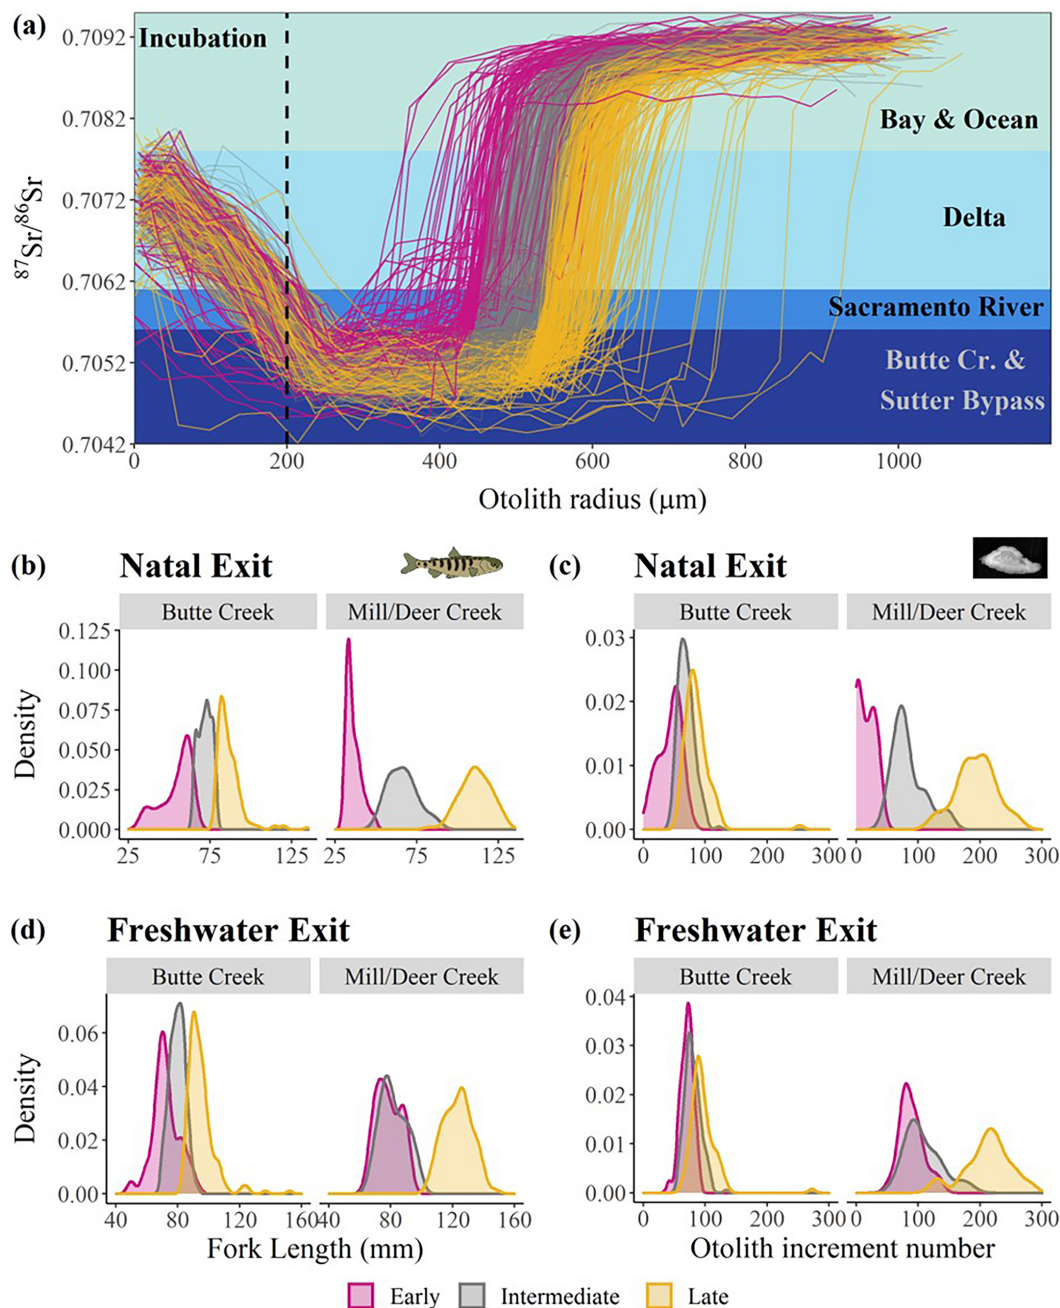 (a)
0.7092
0.7082
0.7072
0.7062
0.7052
0.7042
87Sr/86Sr
Incubation
Bay & Ocean
Delta
Sacramento River
Butte Cr. &
Sutter Bypass
0 200 400 600 800 1000
Otolith radius (μm)
(b) Natal Exit
Butte Creek Mill/Deer Creek
0.125
0.100
0.075
0.050
0.025
0.000
Density
25 75 125 25 75 125
(c) Natal Exit
Butte Creek Mill/Deer Creek
0.03
0.02
0.01
0.00
0 100 200 300 0 100 200 300
(d) Freshwater Exit
Butte Creek Mill/Deer Creek
0.06
0.04
0.02
0.00
Density
40 80 120 160 40 80 120 160
Fork Length (mm)
(e) Freshwater Exit
Butte Creek Mill/Deer Creek
0.04
0.03
0.02
0.01
0.00
0 100 200 300 0 100 200 300
Otolith increment number
Early Intermediate Late